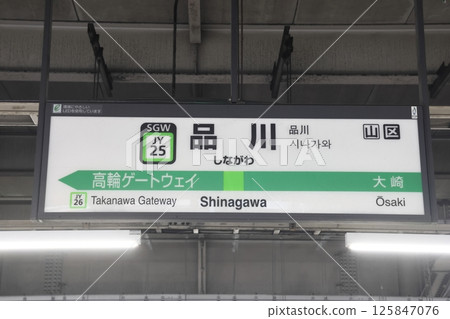 SGW
JY
25
品川
しながわ
品川
시나가와
山区
高輪ゲートウェイ
大崎
JY
26
Takanawa Gateway
Shinagawa
Ōsaki
125847076